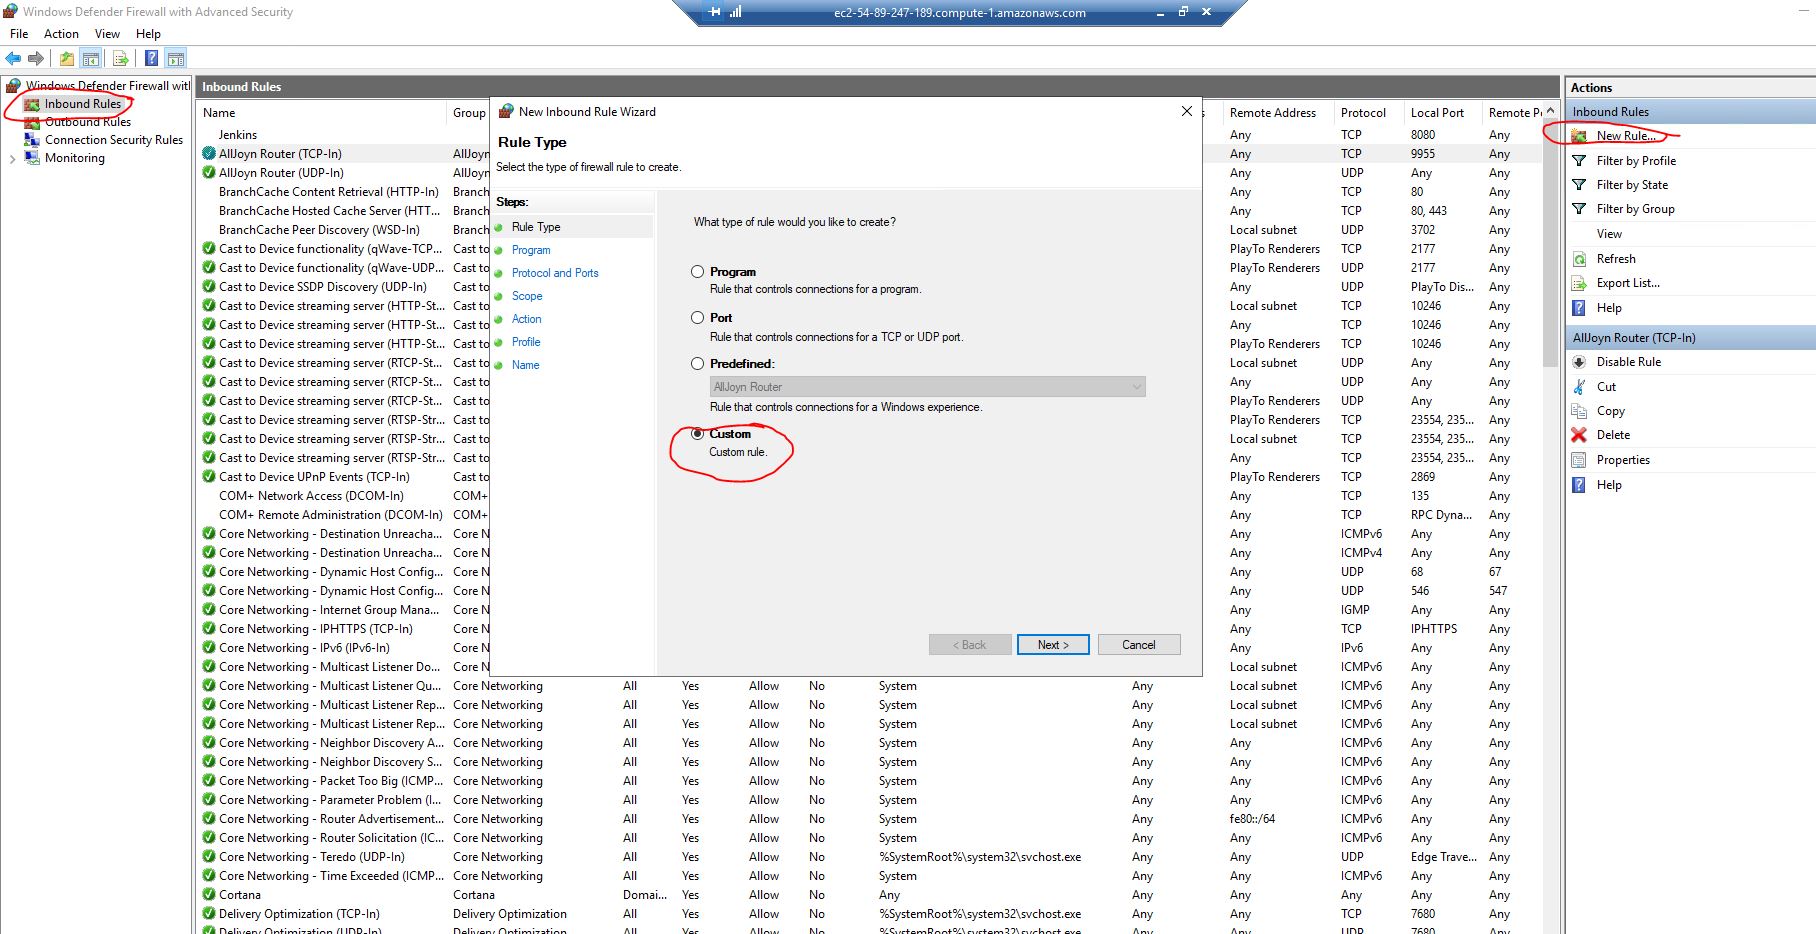 Windows Defender Firewall with Advanced Security
ec2-54-89-247-189.compute-1.amazonaws.com
File Action View Help
Windows Defender Firewall witl
Inbound Rules
Outbound Rules
Connection Security Rules
Monitoring
Inbound Rules
Name Group Remote Address Protocol Local Port Remote P
Jenkins Any TCP 8080 Any
AllJoyn Router (TCP-In) AllJoyn Any TCP 9955 Any
AllJoyn Router (UDP-In) AllJoyn Any UDP Any Any
BranchCache Content Retrieval (HTTP-In) Branch Any TCP 80 Any
BranchCache Hosted Cache Server (HTT... Branch Any TCP 80, 443 Any
BranchCache Peer Discovery (WSD-In) Branch Local subnet UDP 3702 Any
Cast to Device functionality (qWave-TCP... Cast to PlayTo Renderers TCP 2177 Any
Cast to Device functionality (qWave-UDP... Cast to PlayTo Renderers UDP 2177 Any
Cast to Device SSDP Discovery (UDP-In) Cast to Any UDP PlayTo Dis... Any
Cast to Device streaming server (HTTP-St... Cast to Local subnet TCP 10246 Any
Cast to Device streaming server (HTTP-St... Cast to Any TCP 10246 Any
Cast to Device streaming server (HTTP-St... Cast to PlayTo Renderers TCP 10246 Any
Cast to Device streaming server (RTCP-St... Cast to Local subnet UDP Any Any
Cast to Device streaming server (RTCP-St... Cast to Any UDP Any Any
Cast to Device streaming server (RTCP-St... Cast to PlayTo Renderers UDP Any Any
Cast to Device streaming server (RTSP-Str... Cast to PlayTo Renderers TCP 23554, 235... Any
Cast to Device streaming server (RTSP-Str... Cast to Local subnet TCP 23554, 235... Any
Cast to Device streaming server (RTSP-Str... Cast to Any TCP 23554, 235... Any
Cast to Device UPnP Events (TCP-In) Cast to PlayTo Renderers TCP 2869 Any
COM+ Network Access (DCOM-In) COM+ Any TCP 135 Any
COM+ Remote Administration (DCOM-In) COM+ Any TCP RPC Dyna... Any
Core Networking - Destination Unreacha... Core N Any ICMPv6 Any Any
Core Networking - Destination Unreacha... Core N Any ICMPv4 Any Any
Core Networking - Dynamic Host Config... Core N Any UDP 68 67
Core Networking - Dynamic Host Config... Core N Any UDP 546 547
Core Networking - Internet Group Mana... Core N Any IGMP Any Any
Core Networking - IPHTTPS (TCP-In) Core N Any TCP IPHTTPS Any
Core Networking - IPv6 (IPv6-In) Core N Any IPv6 Any Any
Core Networking - Multicast Listener Do... Core N Local subnet ICMPv6 Any Any
Core Networking - Multicast Listener Qu... Core Networking All Yes Allow No System Any Local subnet ICMPv6 Any Any
Core Networking - Multicast Listener Rep... Core Networking All Yes Allow No System Any Local subnet ICMPv6 Any Any
Core Networking - Multicast Listener Rep... Core Networking All Yes Allow No System Any Local subnet ICMPv6 Any Any
Core Networking - Neighbor Discovery A... Core Networking All Yes Allow No System Any Any ICMPv6 Any Any
Core Networking - Neighbor Discovery S... Core Networking All Yes Allow No System Any Any ICMPv6 Any Any
Core Networking - Packet Too Big (ICMP... Core Networking All Yes Allow No System Any Any ICMPv6 Any Any
Core Networking - Parameter Problem (I... Core Networking All Yes Allow No System Any Any ICMPv6 Any Any
Core Networking - Router Advertisement... Core Networking All Yes Allow No System Any fe80::/64 ICMPv6 Any Any
Core Networking - Router Solicitation (IC... Core Networking All Yes Allow No System Any Any ICMPv6 Any Any
Core Networking - Teredo (UDP-In) Core Networking All Yes Allow No %SystemRoot%\system32\svchost.exe Any Any UDP Edge Trave... Any
Core Networking - Time Exceeded (ICMP... Core Networking All Yes Allow No System Any Any ICMPv6 Any Any
Cortana Cortana Domai... Yes Allow No Any Any Any Any Any Any
Delivery Optimization (TCP-In) Delivery Optimization All Yes Allow No %SystemRoot%\system32\svchost.exe Any Any TCP 7680 Any
Delivery Optimization (UDP-In) Delivery Optimization All Yes Allow No %SystemRoot%\system32\svchost.exe Any Any UDP 7680 Any
New Inbound Rule Wizard
Rule Type
Select the type of firewall rule to create.
Steps:
Rule Type
Program
Protocol and Ports
Scope
Action
Profile
Name
What type of rule would you like to create?
Program
Rule that controls connections for a program.
Port
Rule that controls connections for a TCP or UDP port.
Predefined:
AllJoyn Router
Rule that controls connections for a Windows experience.
Custom
Custom rule.
< Back Next > Cancel
Actions
Inbound Rules
New Rule...
Filter by Profile
Filter by State
Filter by Group
View
Refresh
Export List...
Help
AllJoyn Router (TCP-In)
Disable Rule
Cut
Copy
Delete
Properties
Help